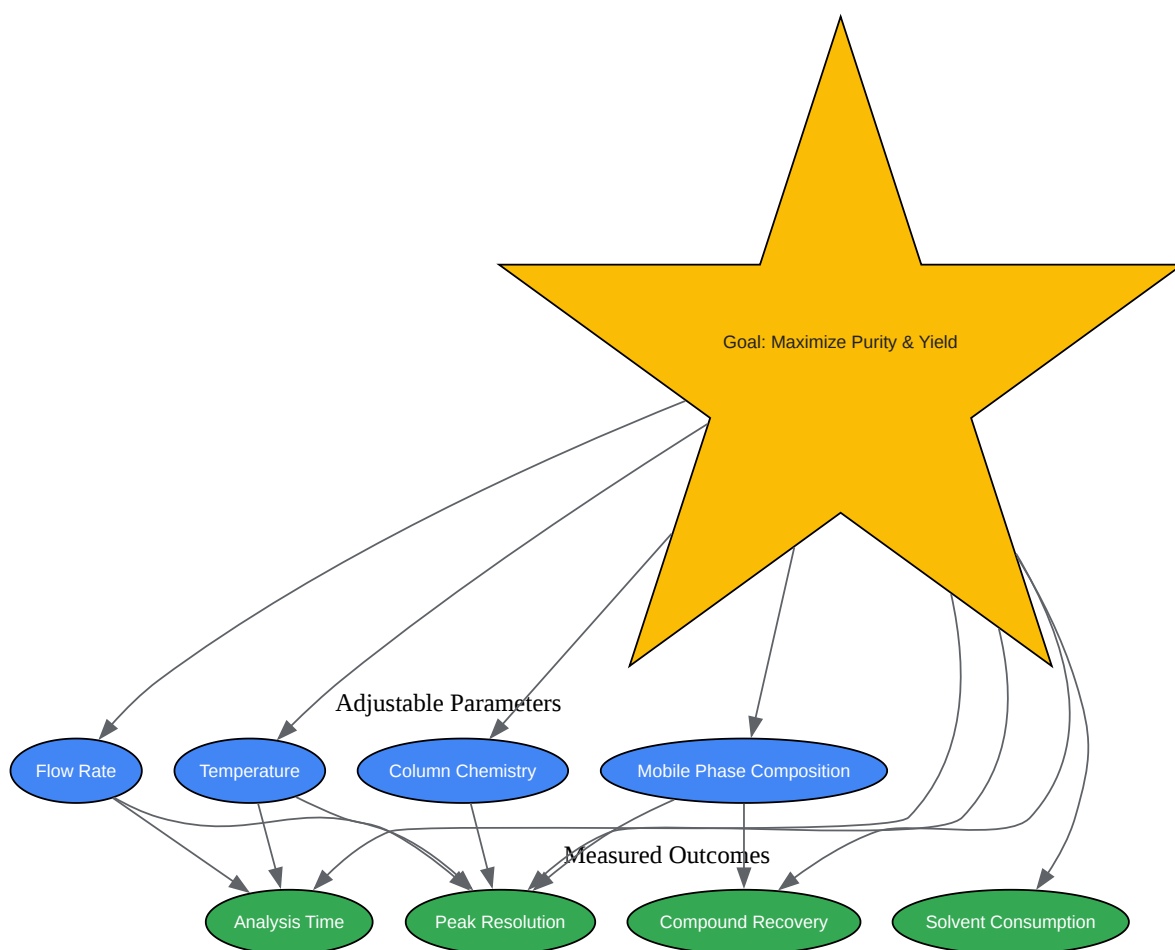 Goal: Maximize Purity & Yield
Adjustable Parameters
Flow Rate
Temperature
Column Chemistry
Mobile Phase Composition
Measured Outcomes
Analysis Time
Peak Resolution
Compound Recovery
Solvent Consumption